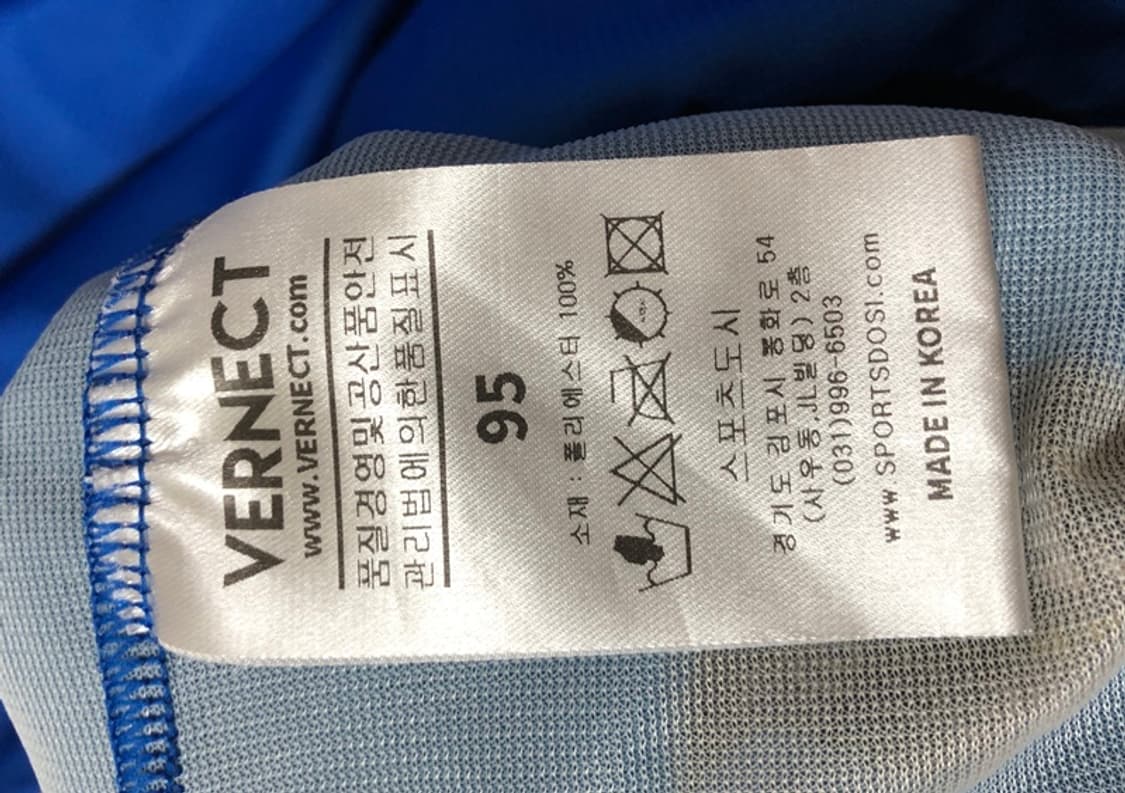 VERNECT
www.VERNECT.com
품질경영및공산품안전
관리법에의한품질표시
95
소재 : 폴리에스터 100%
스포츠도시
경기도 김포시 봉화로 54
(사우동,JL빌딩) 2층
(031)996-6503
www.SPORTSDOSI.com
MADE IN KOREA